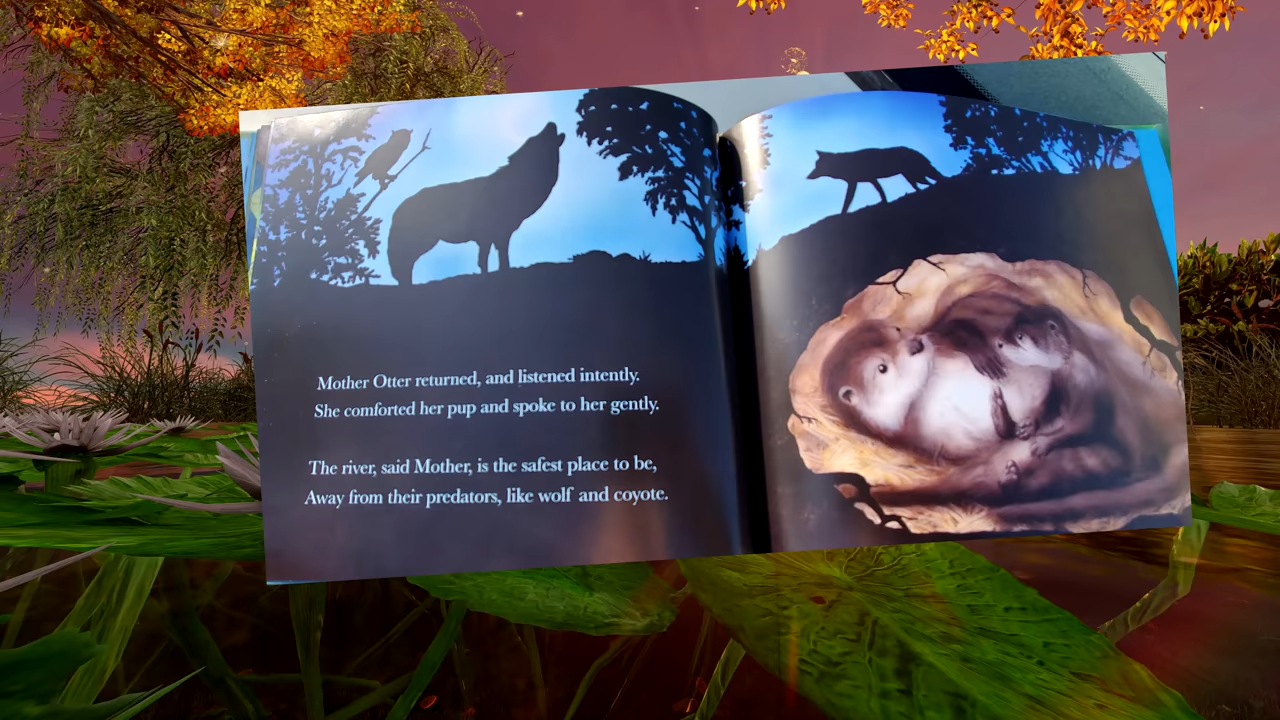 Mother Otter returned, and listened intently.
She comforted her pup and spoke to her gently.
The river, said Mother, is the safest place to be,
Away from their predators, like wolf and coyote.